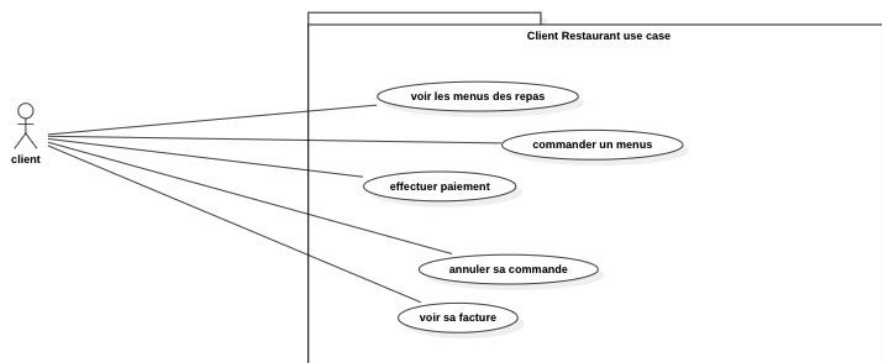 Client Restaurant use case
voir les menus des repas
commander un menus
client
effectuer paiement
annuler sa commande
voir sa facture